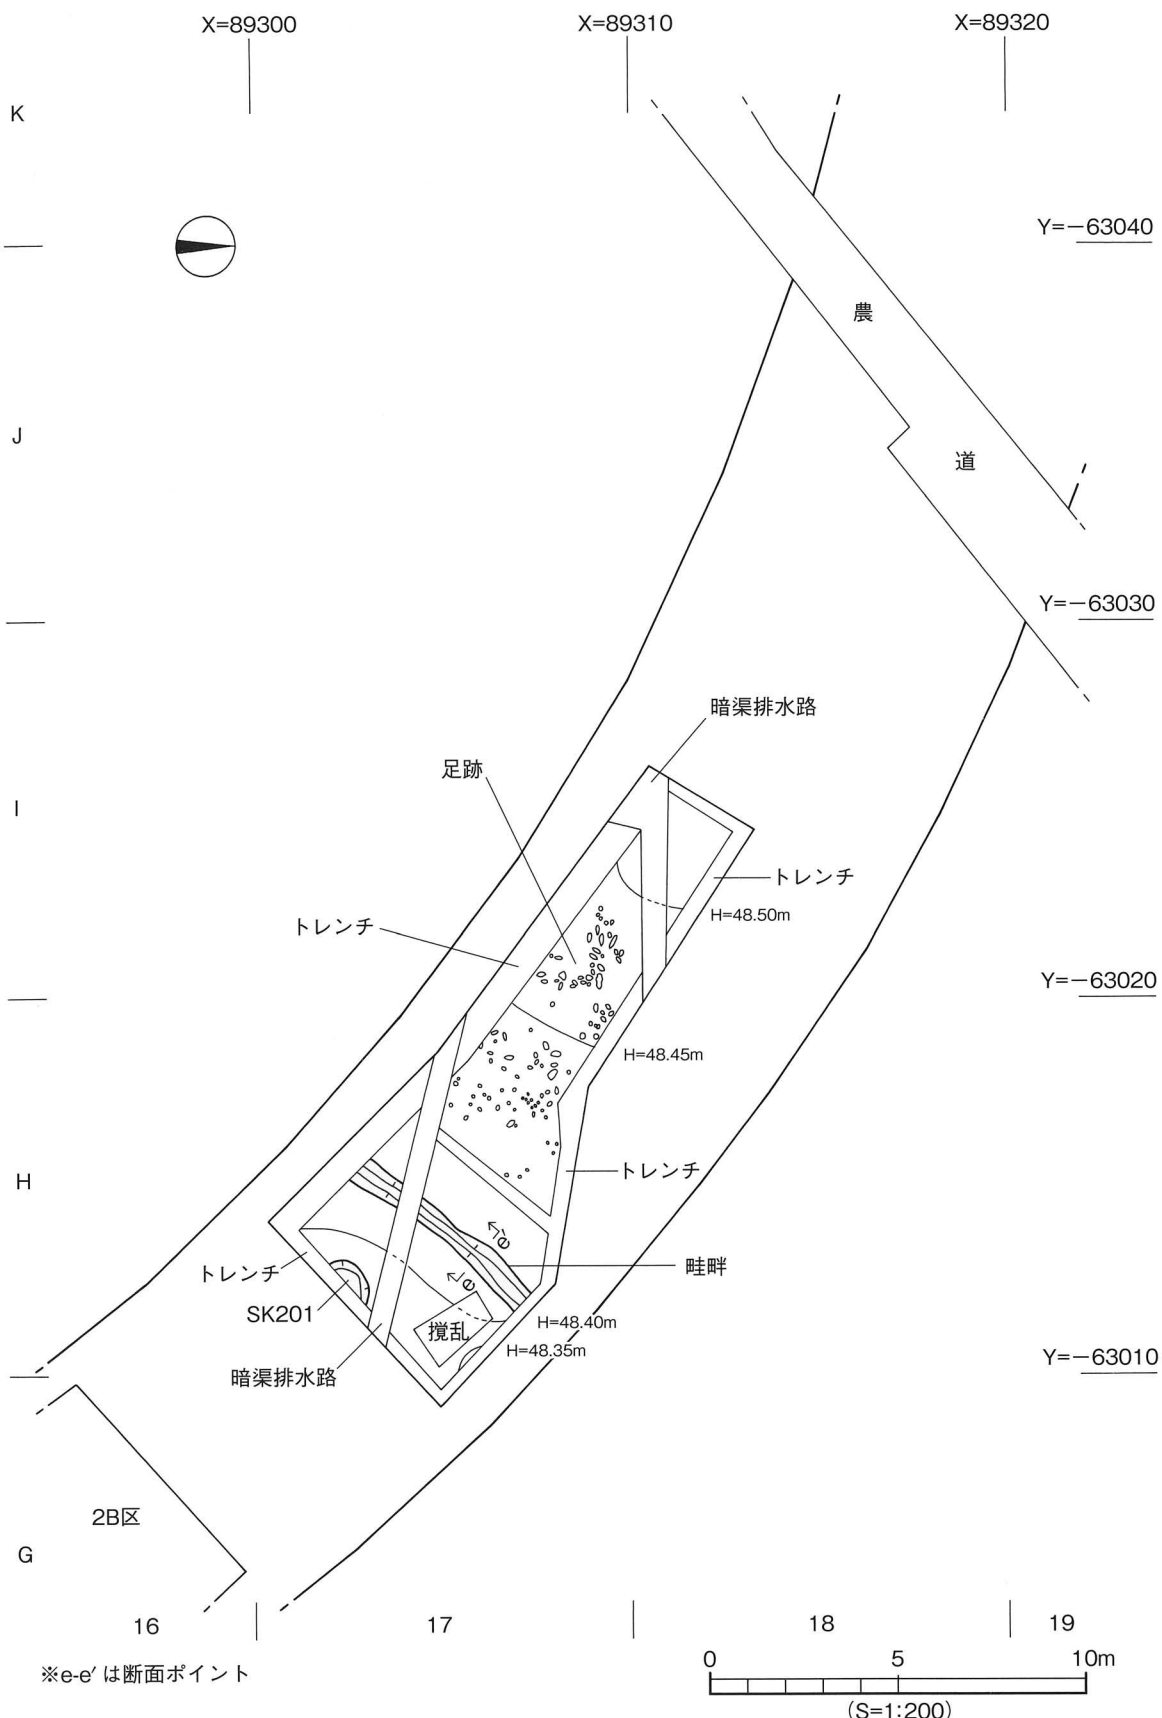 X=89300
X=89310
X=89320
K
Y=−63040
農
道
J
Y=−63030
暗渠排水路
足跡
I
トレンチ
H=48.50m
トレンチ
Y=−63020
H=48.45m
トレンチ
H
e′
畦畔
トレンチ
e
SK201
H=48.40m
撹乱
H=48.35m
Y=−63010
暗渠排水路
2B区
G
16
17
18
19
※e-e′は断面ポイント
0
5
10m
(S=1:200)